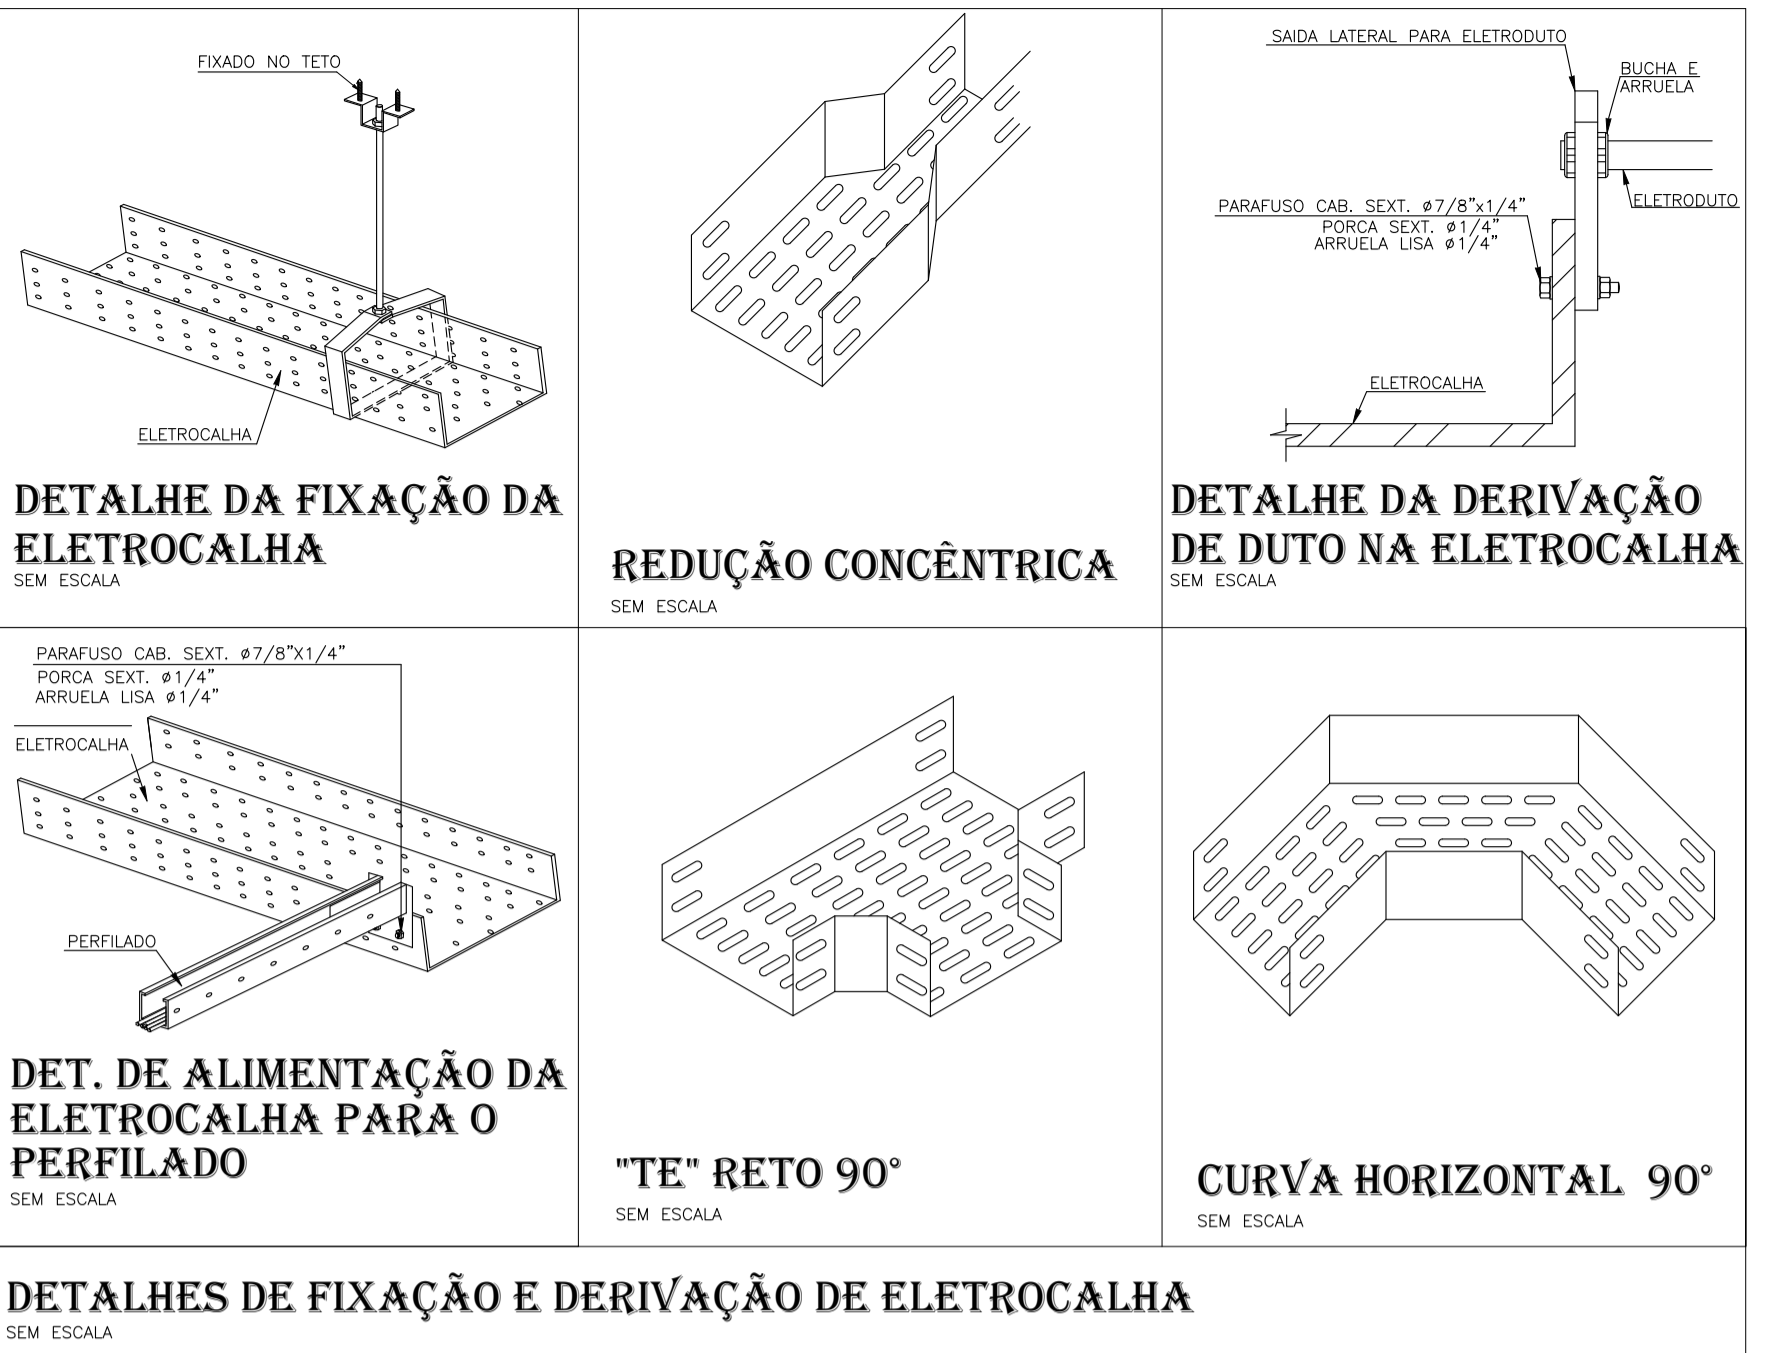 FIXADO NO TETO
ELETROCALHA
DETALHE DA FIXAÇÃO DA
ELETROCALHA
SEM ESCALA
REDUÇÃO CONCÊNTRICA
SEM ESCALA
SAIDA LATERAL PARA ELETRODUTO
BUCHA E
ARRUELA
PARAFUSO CAB. SEXT. ø7/8"x1/4"
PORCA SEXT. ø1/4"
ARRUELA LISA ø1/4"
ELETRODUTO
ELETROCALHA
DETALHE DA DERIVAÇÃO
DE DUTO NA ELETROCALHA
SEM ESCALA
PARAFUSO CAB. SEXT. ø7/8"X1/4"
PORCA SEXT. ø1/4"
ARRUELA LISA ø1/4"
ELETROCALHA
PERFILADO
DET. DE ALIMENTAÇÃO DA
ELETROCALHA PARA O
PERFILADO
SEM ESCALA
"TE" RETO 90°
SEM ESCALA
CURVA HORIZONTAL 90°
SEM ESCALA
DETALHES DE FIXAÇÃO E DERIVAÇÃO DE ELETROCALHA
SEM ESCALA